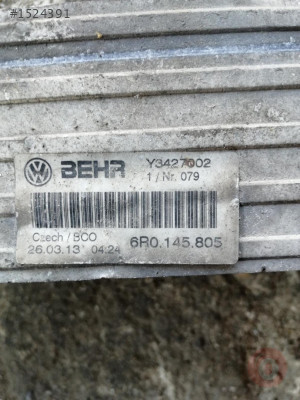 #1524391
BEHR Y3427002
1 / Nr. 079
Czech / BCO
26.03.13 04:24 6R0.145.805